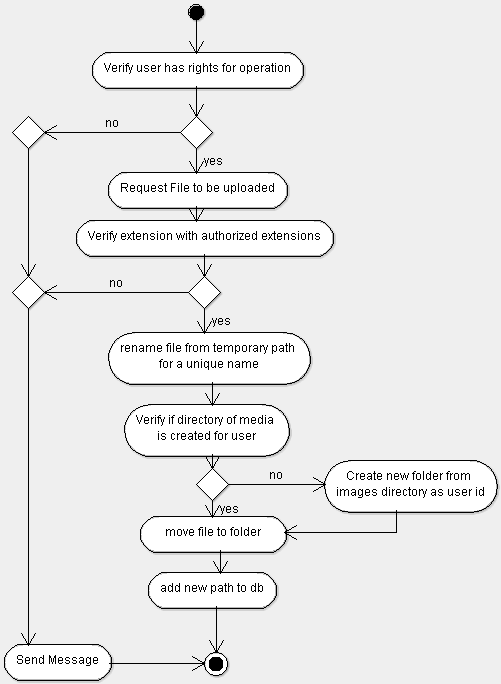 Verify user has rights for operation
no
yes
Request File to be uploaded
Verify extension with authorized extensions
no
yes
rename file from temporary path
for a unique name
Verify if directory of media
is created for user
no
Create new folder from
images directory as user id
yes
move file to folder
add new path to db
Send Message